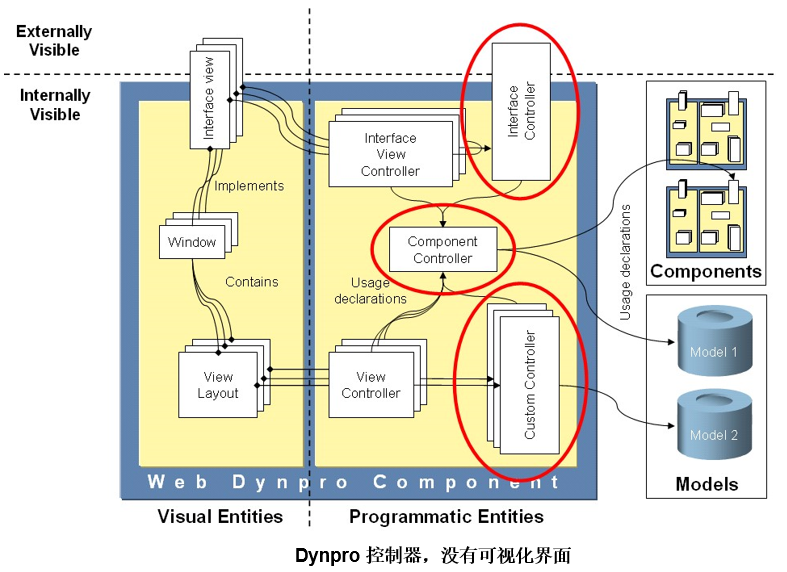 Externally
Visible
Internally
Visible
Interface view
Interface
View
Controller
Interface
Controller
Implements
Window
Component
Controller
Contains
Usage
declarations
Usage declarations
Components
View
Layout
View
Controller
Custom Controller
Model 1
Model 2
Models
Web Dynpro Component
Visual Entities
Programmatic Entities
Dynpro 控制器，没有可视化界面